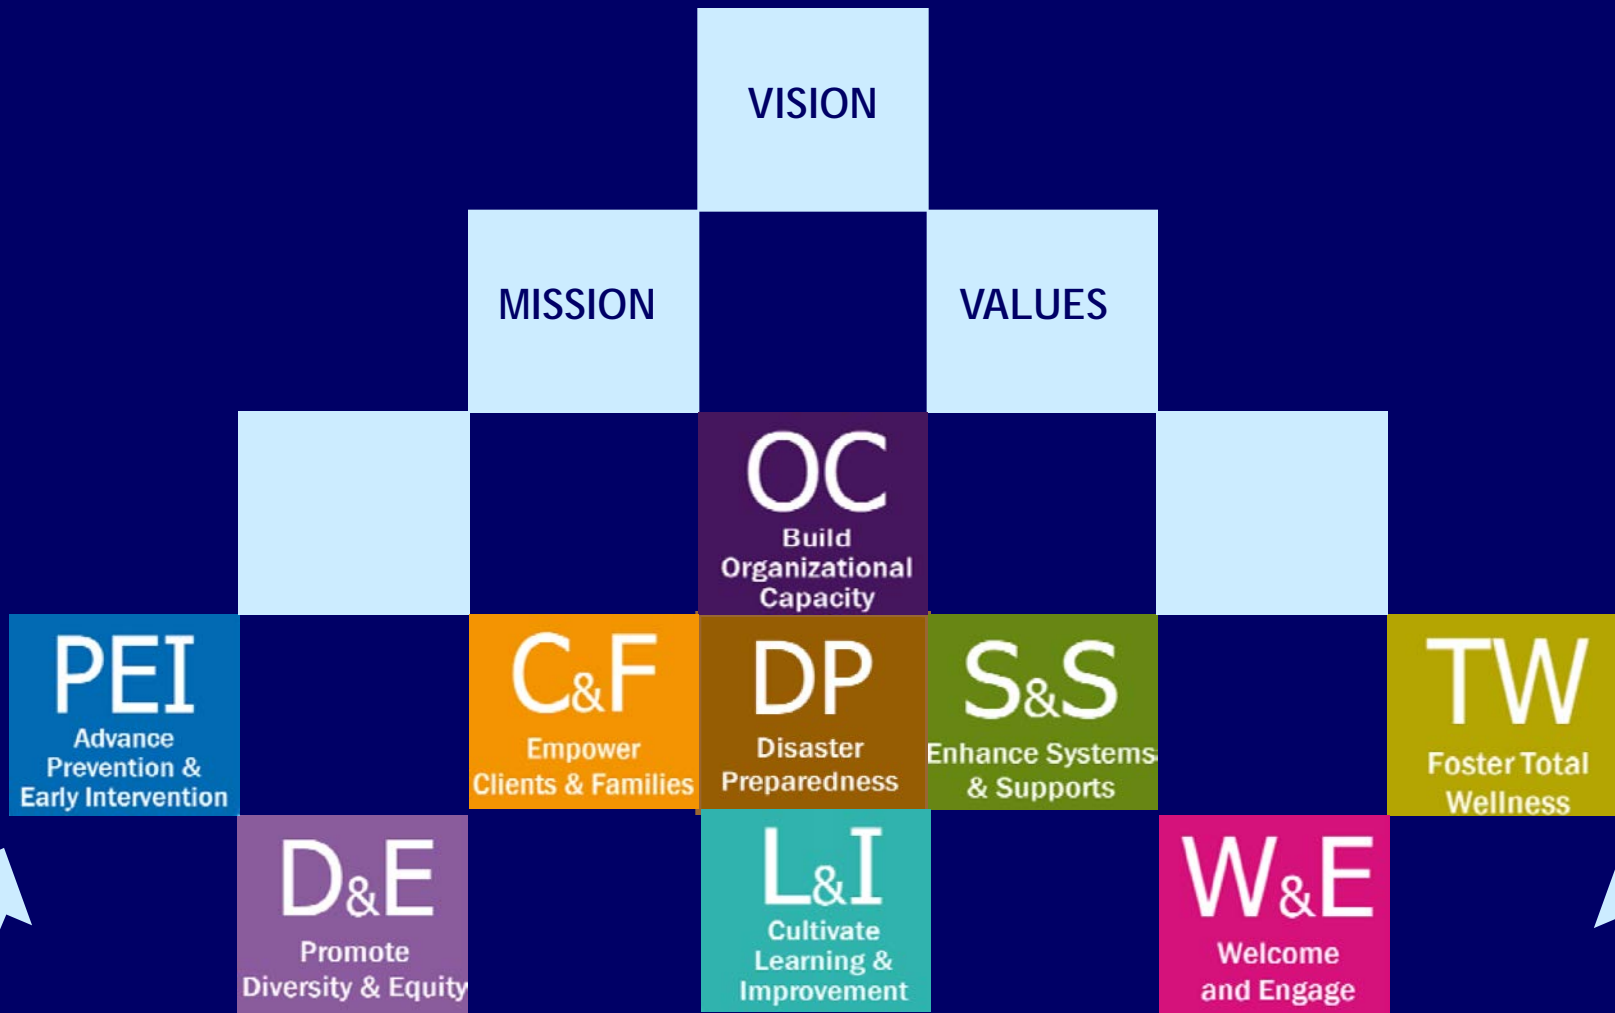 VISION
MISSION
VALUES
OC
Build
Organizational
Capacity
PEI
Advance
Prevention &
Early Intervention
C&F
Empower
Clients & Families
DP
Disaster
Preparedness
S&S
Enhance Systems
& Supports
TW
Foster Total
Wellness
D&E
Promote
Diversity & Equity
L&I
Cultivate
Learning &
Improvement
W&E
Welcome
and Engage